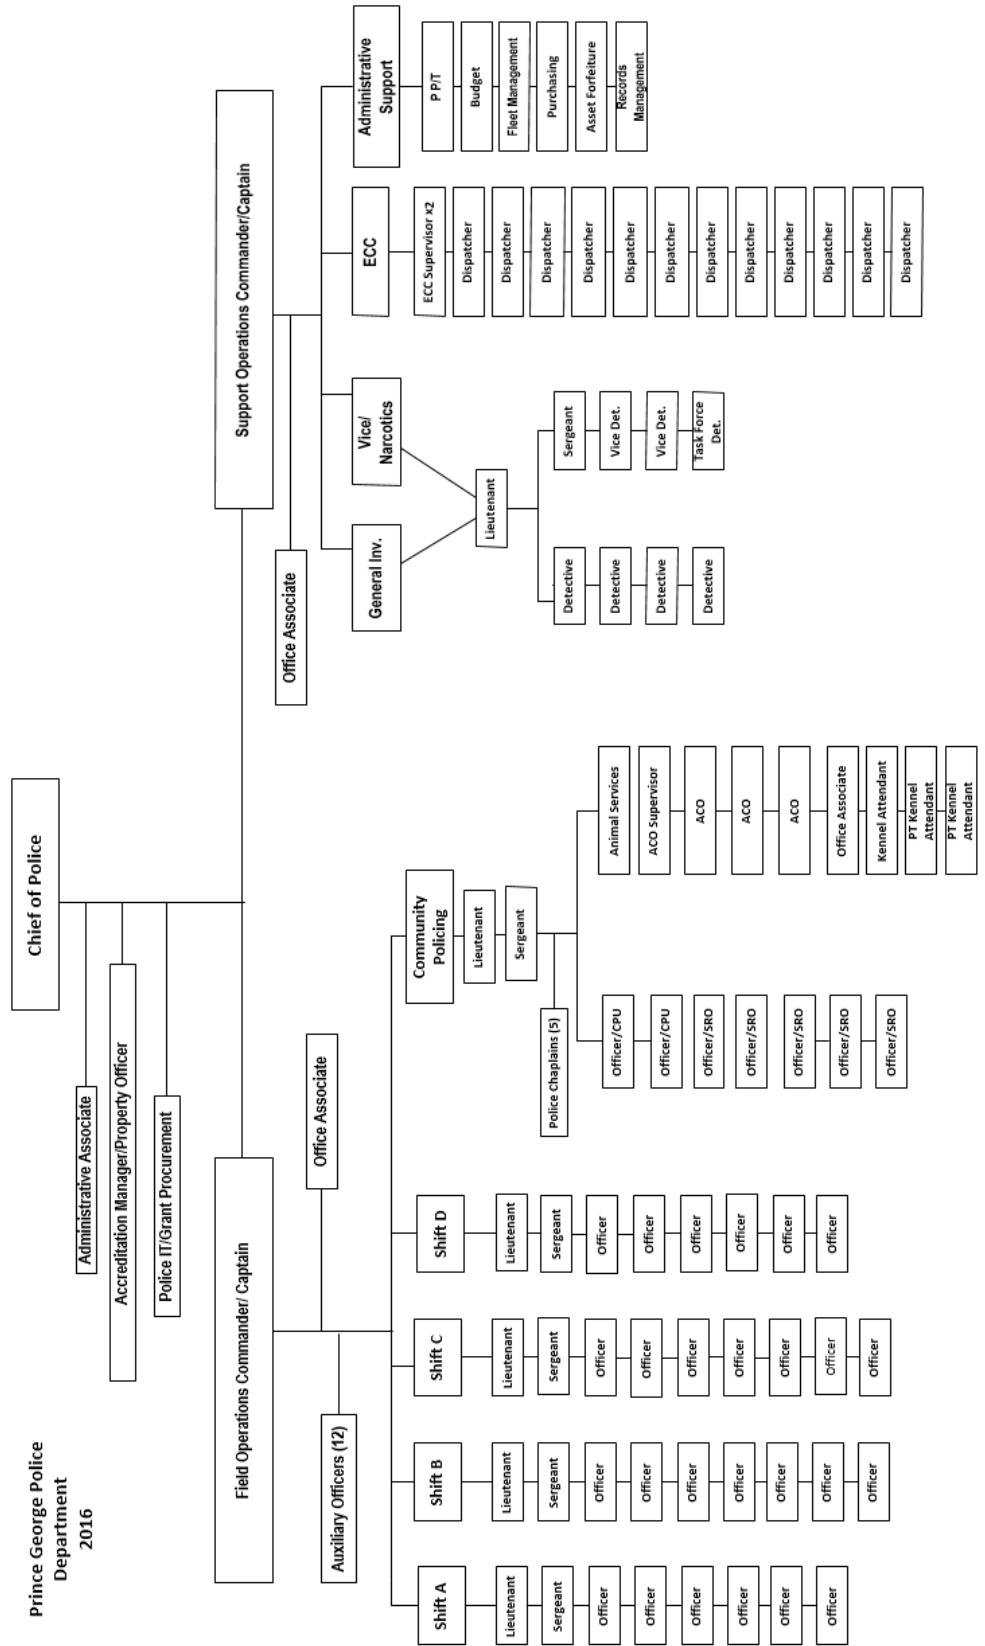 Prince George Police
Department
2016
Chief of Police
Administrative Associate
Accreditation Manager/Property Officer
Police IT/Grant Procurement
Field Operations Commander/ Captain
Office Associate
Auxiliary Officers (12)
Shift A
Lieutenant
Sergeant
Officer
Officer
Officer
Officer
Officer
Officer
Shift B
Lieutenant
Sergeant
Officer
Officer
Officer
Officer
Officer
Officer
Officer
Shift C
Lieutenant
Sergeant
Officer
Officer
Officer
Officer
Officer
Officer
Officer
Shift D
Lieutenant
Sergeant
Officer
Officer
Officer
Officer
Officer
Officer
Community
Policing
Lieutenant
Sergeant
Police Chaplains (5)
Officer/CPU
Officer/CPU
Officer/SRO
Officer/SRO
Officer/SRO
Officer/SRO
Officer/SRO
Animal Services
ACO Supervisor
ACO
ACO
ACO
Office Associate
Kennel Attendant
PT Kennel
Attendant
PT Kennel
Attendant
Support Operations Commander/Captain
Office Associate
General Inv.
Vice/
Narcotics
Lieutenant
Detective
Detective
Detective
Detective
Sergeant
Vice Det.
Vice Det.
Task Force
Det.
ECC
ECC Supervisor x2
Dispatcher
Dispatcher
Dispatcher
Dispatcher
Dispatcher
Dispatcher
Dispatcher
Dispatcher
Dispatcher
Dispatcher
Dispatcher
Dispatcher
Administrative
Support
P P/T
Budget
Fleet Management
Purchasing
Asset Forfeiture
Records
Management